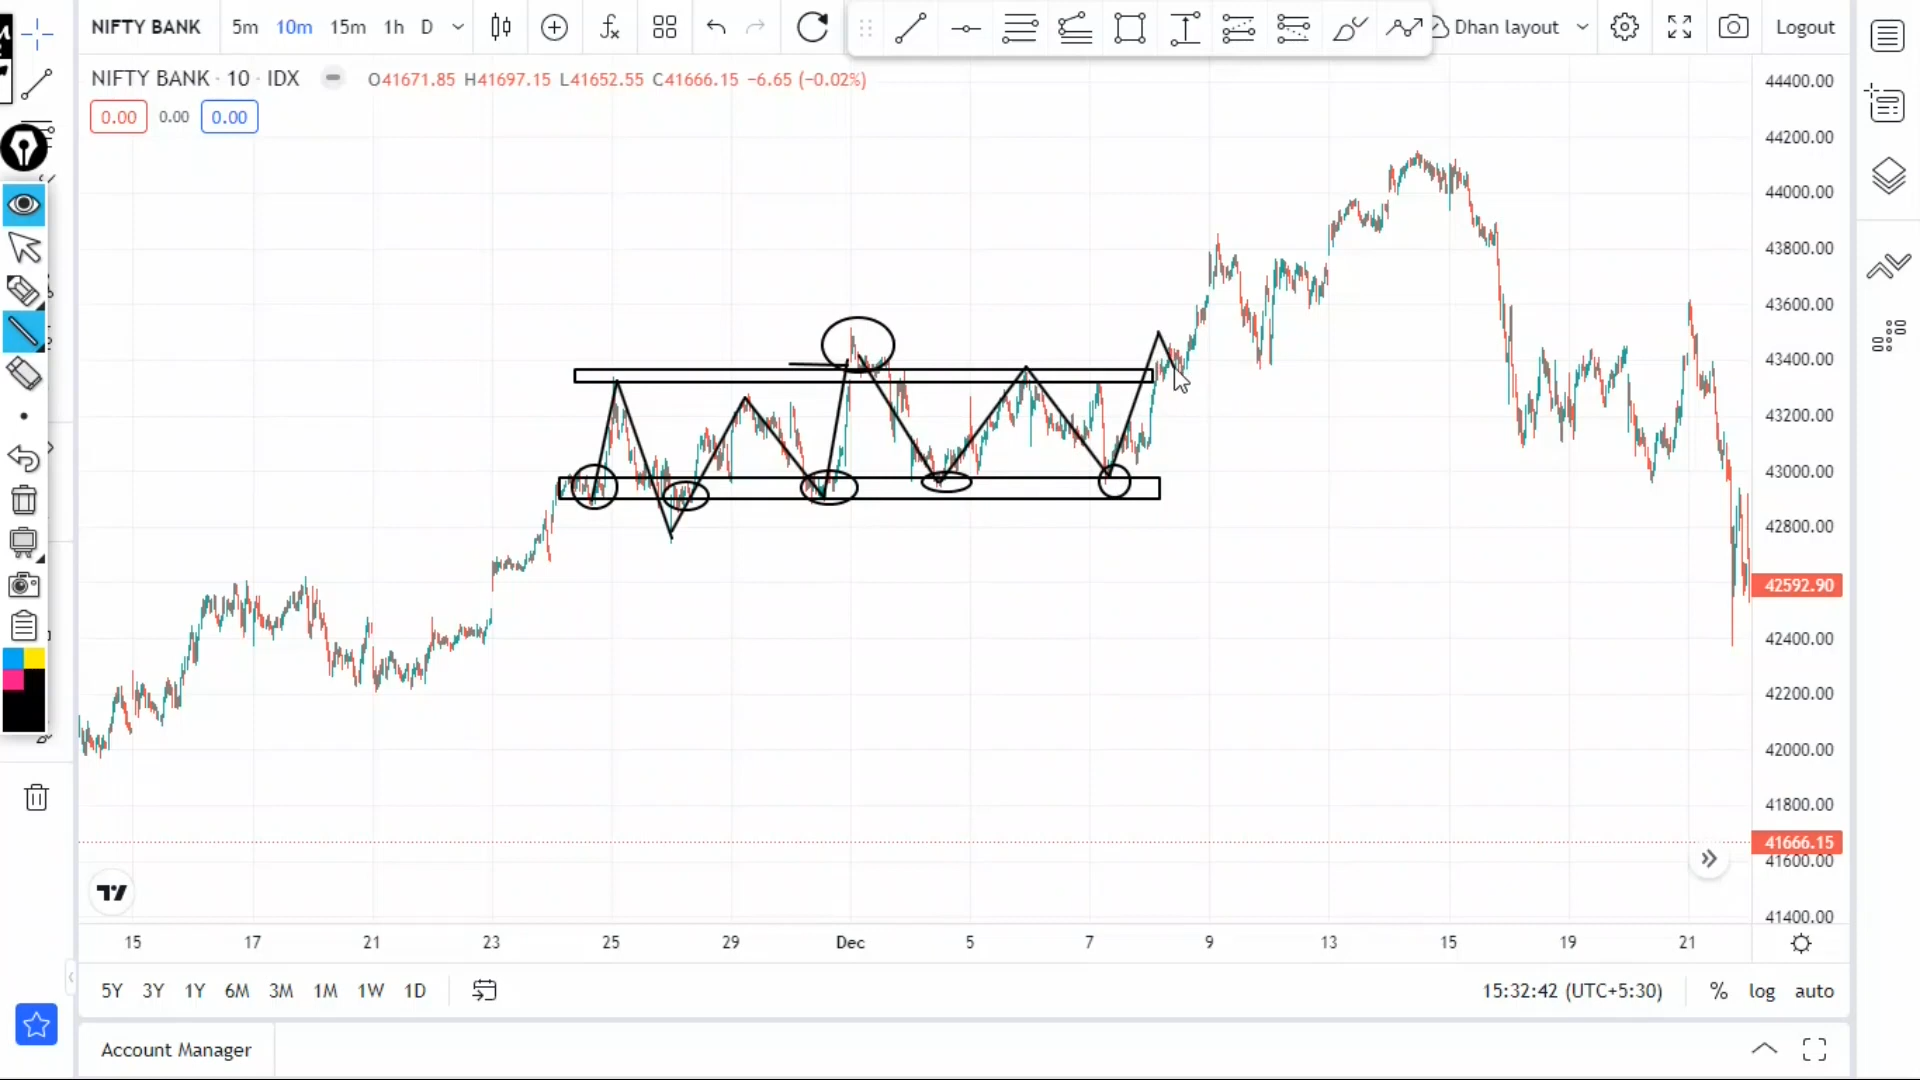 NIFTY BANK 5m 10m 15m 1h D Dhan layout Logout
NIFTY BANK · 10 · IDX O41671.85 H41697.15 L41652.55 C41666.15 −6.65 (−0.02%)
0.00 0.00 0.00
44400.00
44200.00
44000.00
43800.00
43600.00
43400.00
43200.00
43000.00
42800.00
42592.90
42400.00
42200.00
42000.00
41800.00
41666.15
41600.00
41400.00
15 17 21 23 25 29 Dec 5 7 9 13 15 19 21
5Y 3Y 1Y 6M 3M 1M 1W 1D 15:32:42 (UTC+5:30) % log auto
Account Manager